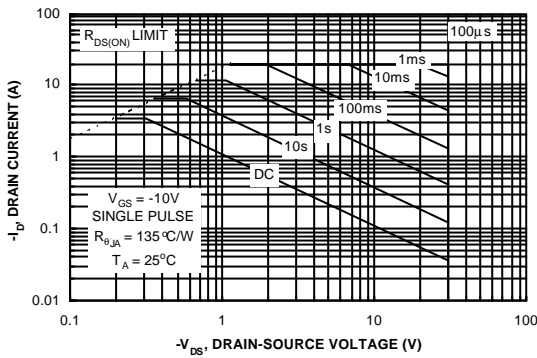 100
10
1
0.1
0.01
-I_D, DRAIN CURRENT (A)
R_DS(ON) LIMIT
100μs
1ms
10ms
100ms
1s
10s
DC
V_GS = -10V
SINGLE PULSE
R_θJA = 135°C/W
T_A = 25°C
0.1 1 10 100
-V_DS, DRAIN-SOURCE VOLTAGE (V)